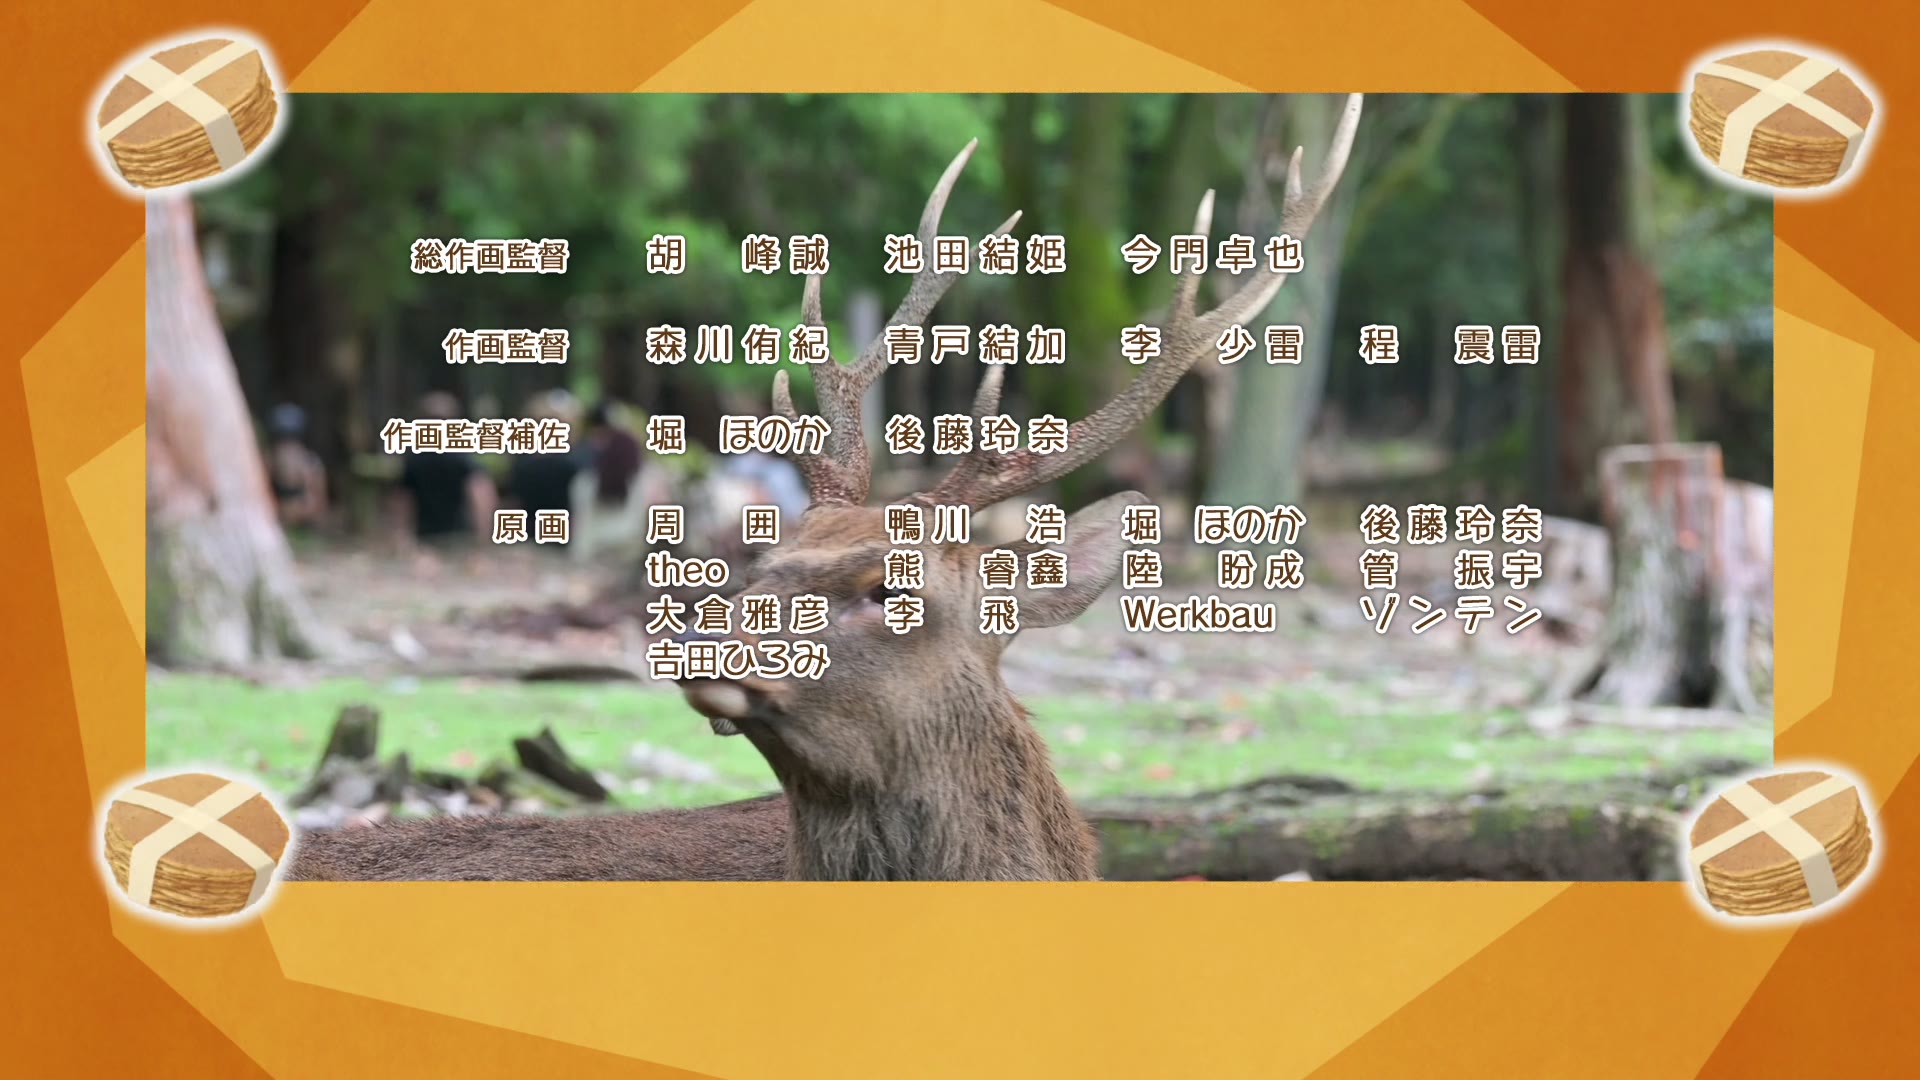 総作画監督 胡 峰誠 池田結姫 今門卓也
作画監督 森川侑紀 青戸結加 李 少雷 程 震雷
作画監督補佐 堀 ほのか 後藤玲奈
原画 周 囲 鴨川 浩 堀 ほのか 後藤玲奈
theo 熊 睿鑫 陸 盼成 管 振宇
大倉雅彦 李 飛 Werkbau ゾンテン
𠮷田ひろみ